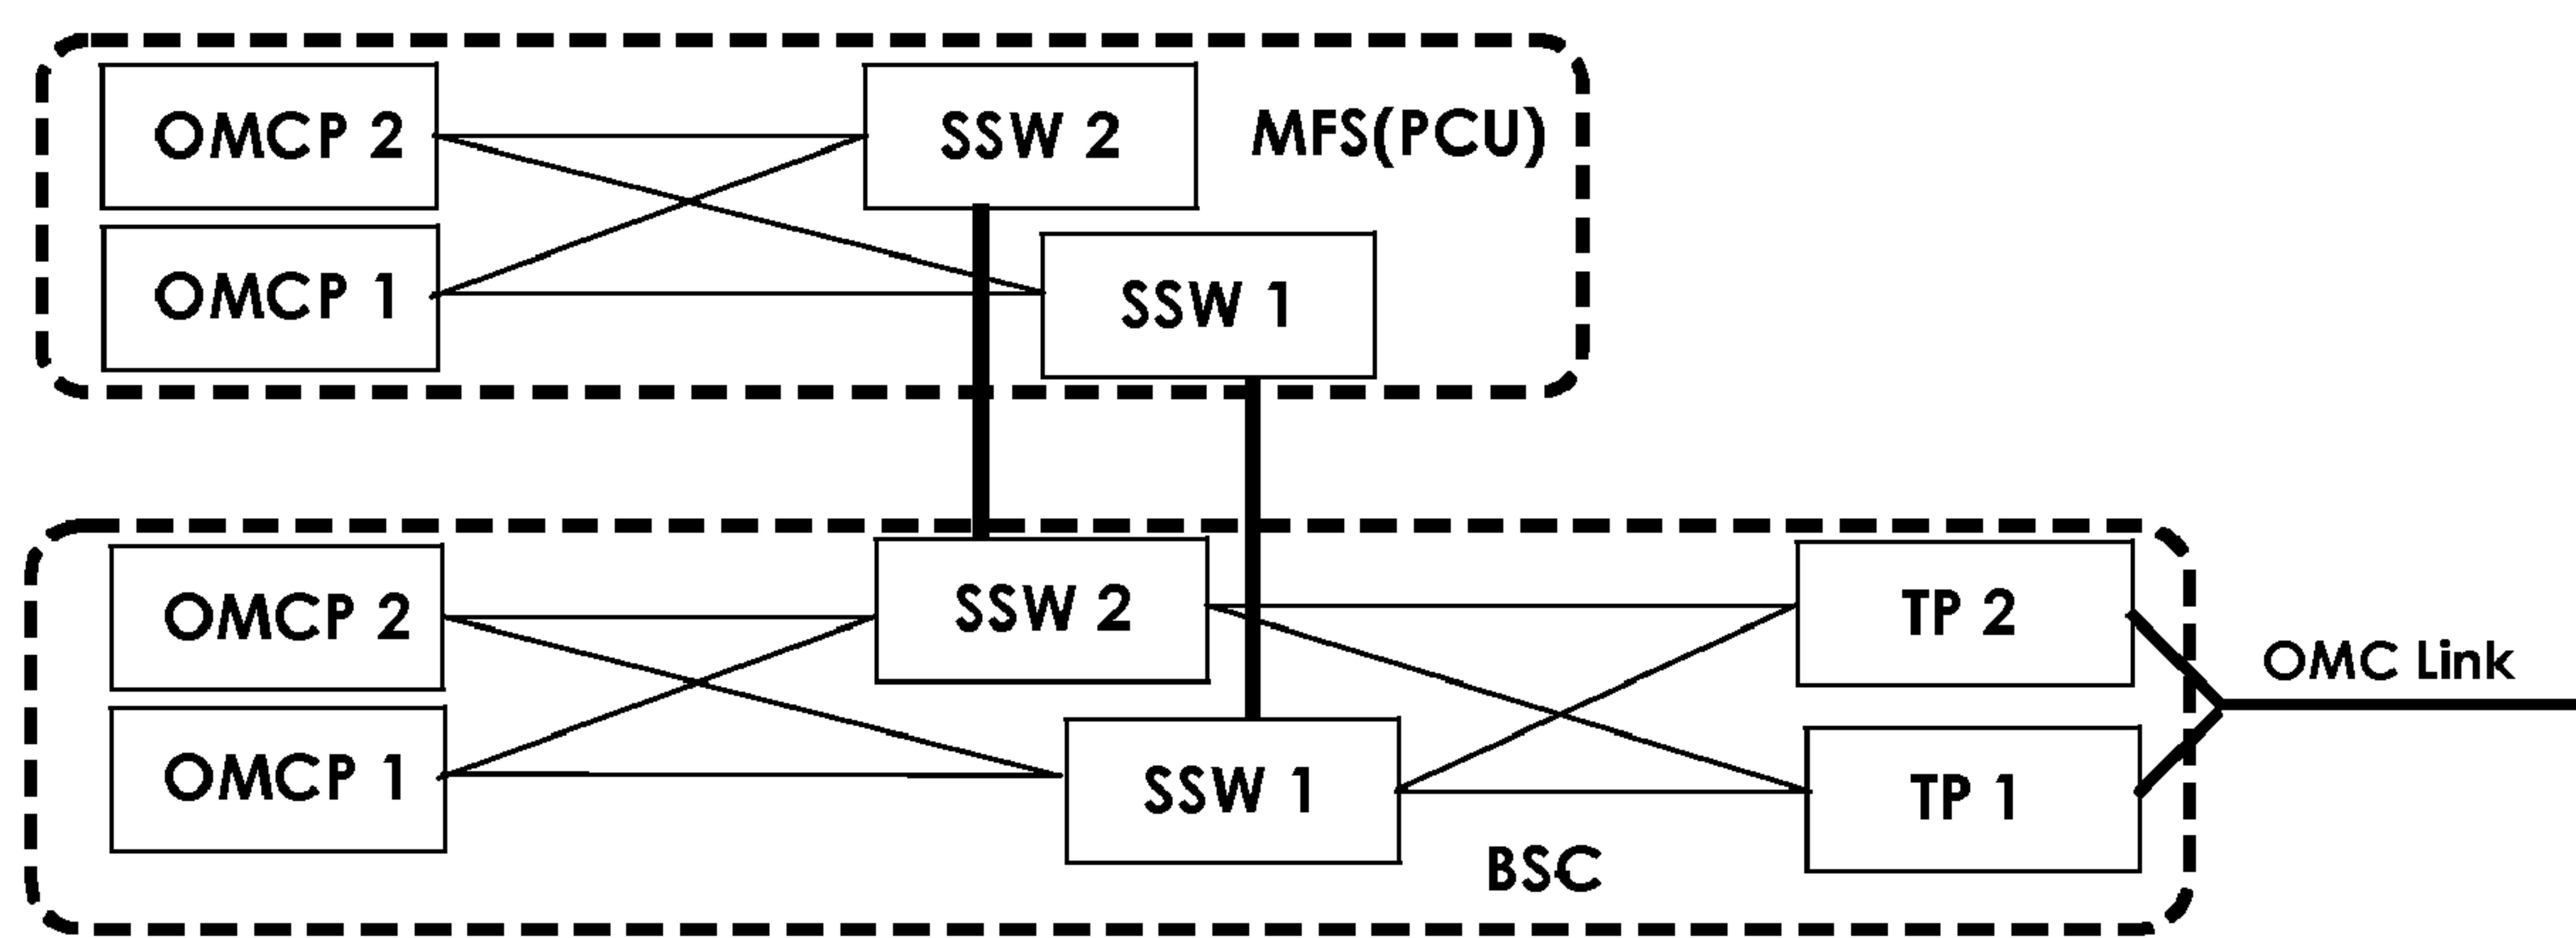 OMCP 2
SSW 2
MFS(PCU)
OMCP 1
SSW 1
OMCP 2
SSW 2
TP 2
OMC Link
OMCP 1
SSW 1
TP 1
BSC